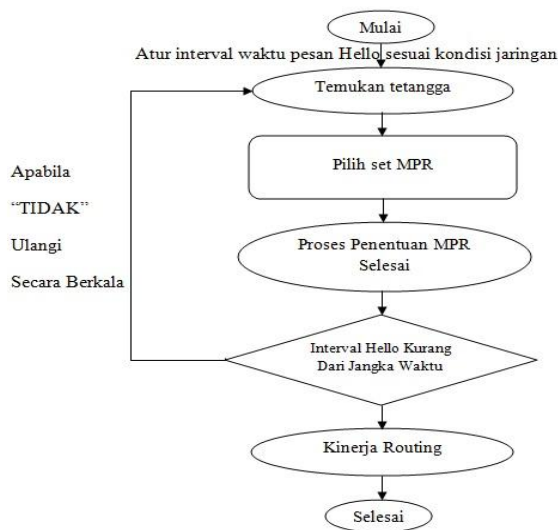 Mulai
Atur interval waktu pesan Hello sesuai kondisi jaringan
Temukan tetangga
Pilih set MPR
Apabila
“TIDAK”
Ulangi
Secara Berkala
Proses Penentuan MPR
Selesai
Interval Hello Kurang
Dari Jangka Waktu
Kinerja Routing
Selesai